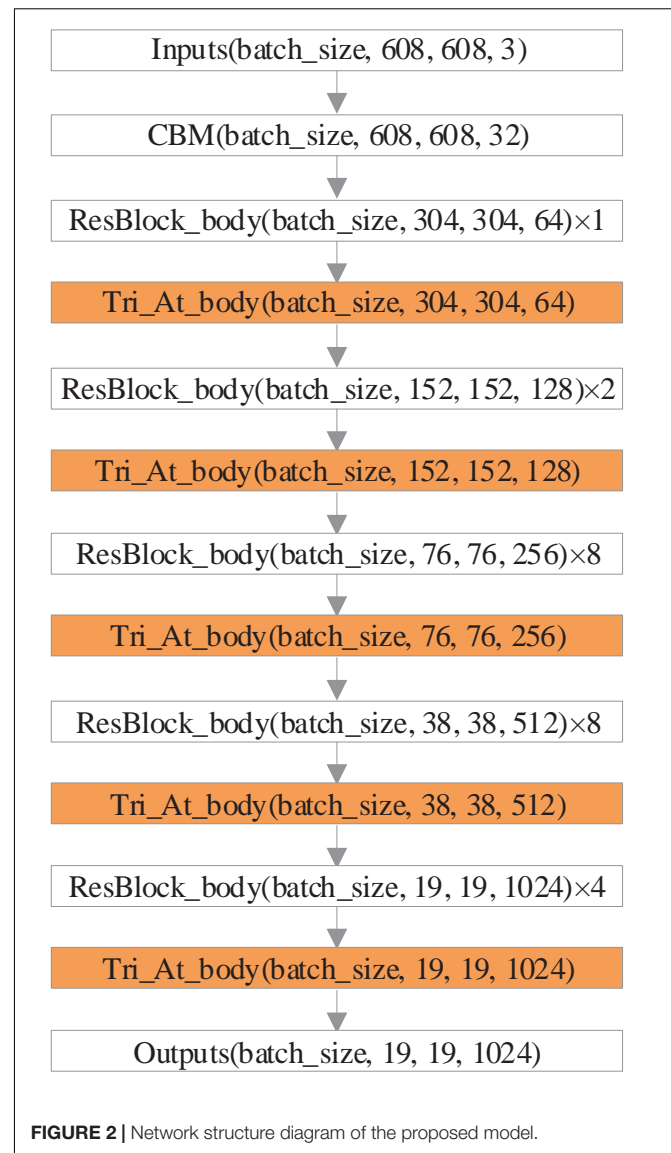 Inputs(batch_size, 608, 608, 3)
CBM(batch_size, 608, 608, 32)
ResBlock_body(batch_size, 304, 304, 64)×1
Tri_At_body(batch_size, 304, 304, 64)
ResBlock_body(batch_size, 152, 152, 128)×2
Tri_At_body(batch_size, 152, 152, 128)
ResBlock_body(batch_size, 76, 76, 256)×8
Tri_At_body(batch_size, 76, 76, 256)
ResBlock_body(batch_size, 38, 38, 512)×8
Tri_At_body(batch_size, 38, 38, 512)
ResBlock_body(batch_size, 19, 19, 1024)×4
Tri_At_body(batch_size, 19, 19, 1024)
Outputs(batch_size, 19, 19, 1024)
FIGURE 2 | Network structure diagram of the proposed model.